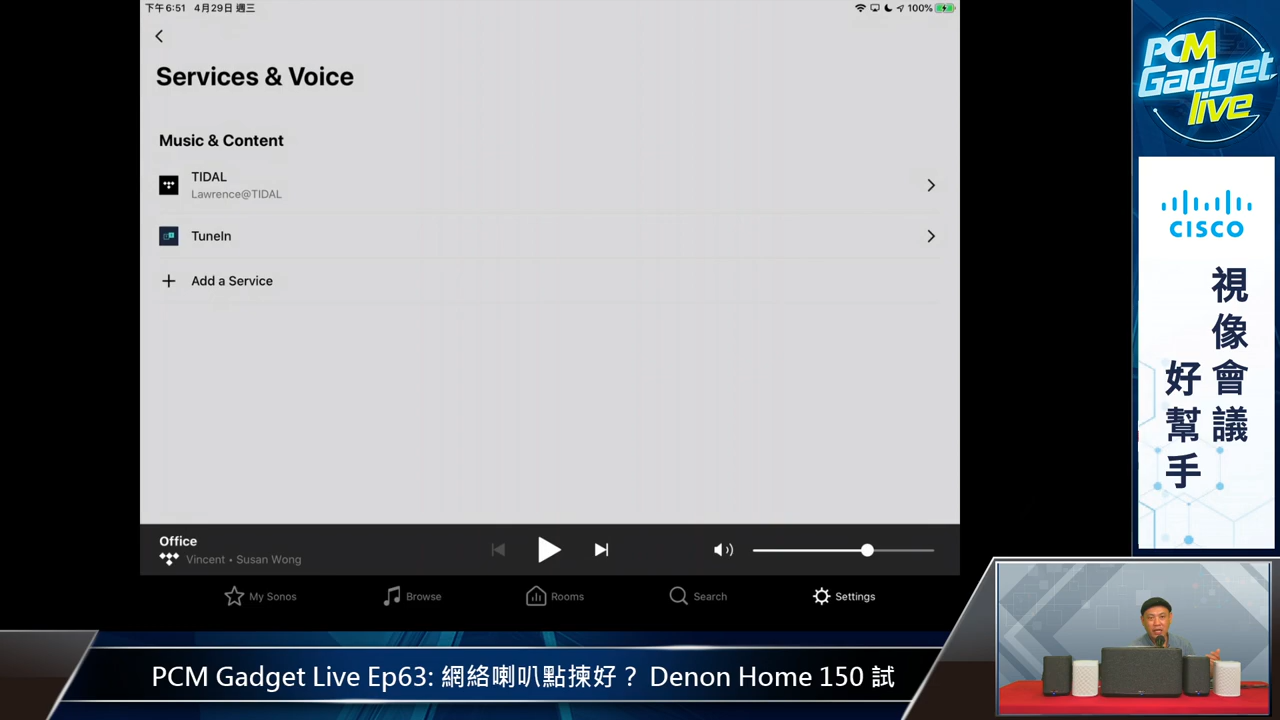 下午6:51 4月29日 週三
100%
Services & Voice
Music & Content
TIDAL
Lawrence@TIDAL
TuneIn
Add a Service
Office
Vincent • Susan Wong
My Sonos
Browse
Rooms
Search
Settings
PCM
Gadget
live
CISCO
視像會議
好幫手
PCM Gadget Live Ep63: 網絡喇叭點揀好？ Denon Home 150 試